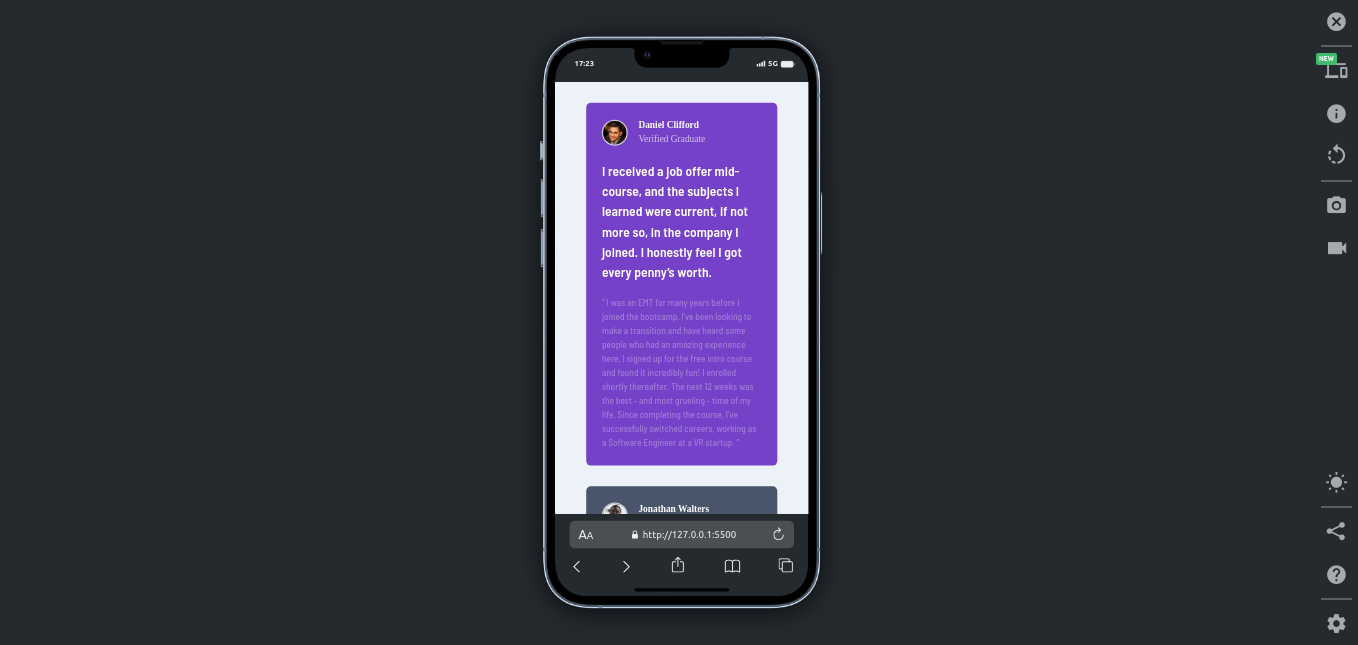 17:23
5G
NEW
Daniel Clifford
Verified Graduate
I received a job offer mid-
course, and the subjects I
learned were current, if not
more so, in the company I
joined. I honestly feel I got
every penny’s worth.
“ I was an EMT for many years before I
joined the bootcamp. I’ve been looking to
make a transition and have heard some
people who had an amazing experience
here. I signed up for the free intro course
and found it incredibly fun! I enrolled
shortly thereafter. The next 12 weeks was
the best - and most grueling - time of my
life. Since completing the course, I’ve
successfully switched careers, working as
a Software Engineer at a VR startup. ”
Jonathan Walters
AA
http://127.0.0.1:5500